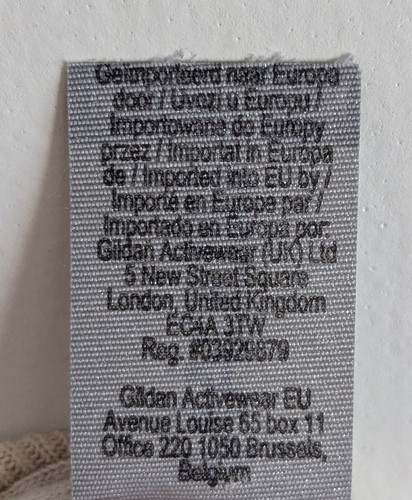 Geïmporteerd naar Europa
door / Uvozi u Europu /
Importowane do Europy
przez / Importat în Europa
de / Imported into EU by /
Importé en Europe par /
Importado en Europa por:
Gildan Activewear (UK) Ltd
5 New Street Square
London, United Kingdom
EC4A 3TW
Reg. #03929879
Gildan Activewear EU
Avenue Louise 65 box 11
Office 220 1050 Brussels,
Belgium